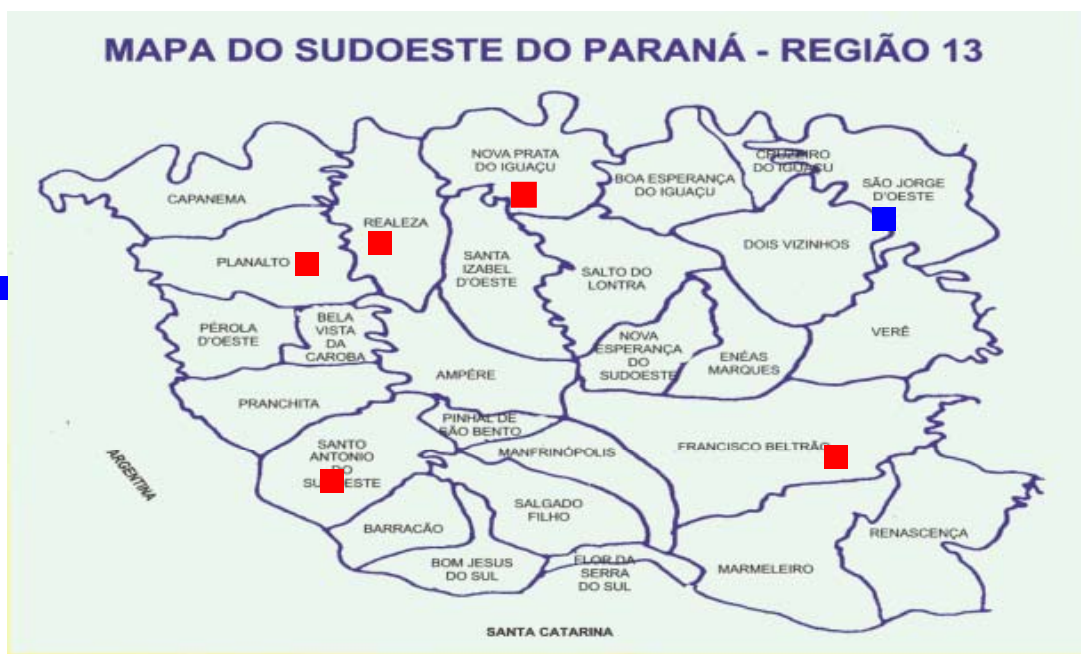 MAPA DO SUDOESTE DO PARANÁ - REGIÃO 13
NOVA PRATA
DO IGUAÇU
CRUZEIRO
DO IGUAÇU
BOA ESPERANÇA
DO IGUAÇU
SÃO JORGE
D'OESTE
CAPANEMA
REALEZA
DOIS VIZINHOS
PLANALTO
SANTA
IZABEL
D'OESTE
SALTO DO
LONTRA
PÉROLA
D'OESTE
BELA
VISTA
DA
CAROBA
NOVA
ESPERANÇA
DO
SUDOESTE
ENÉAS
MARQUES
VERÊ
AMPÉRE
PRANCHITA
PINHAL DE
SÃO BENTO
SANTO
ANTONIO
DO
SUDOESTE
MANFRINÓPOLIS
FRANCISCO BELTRÃO
ARGENTINA
SALGADO
FILHO
BARRACÃO
RENASCENÇA
BOM JESUS
DO SUL
FLOR DA
SERRA
DO SUL
MARMELEIRO
SANTA CATARINA